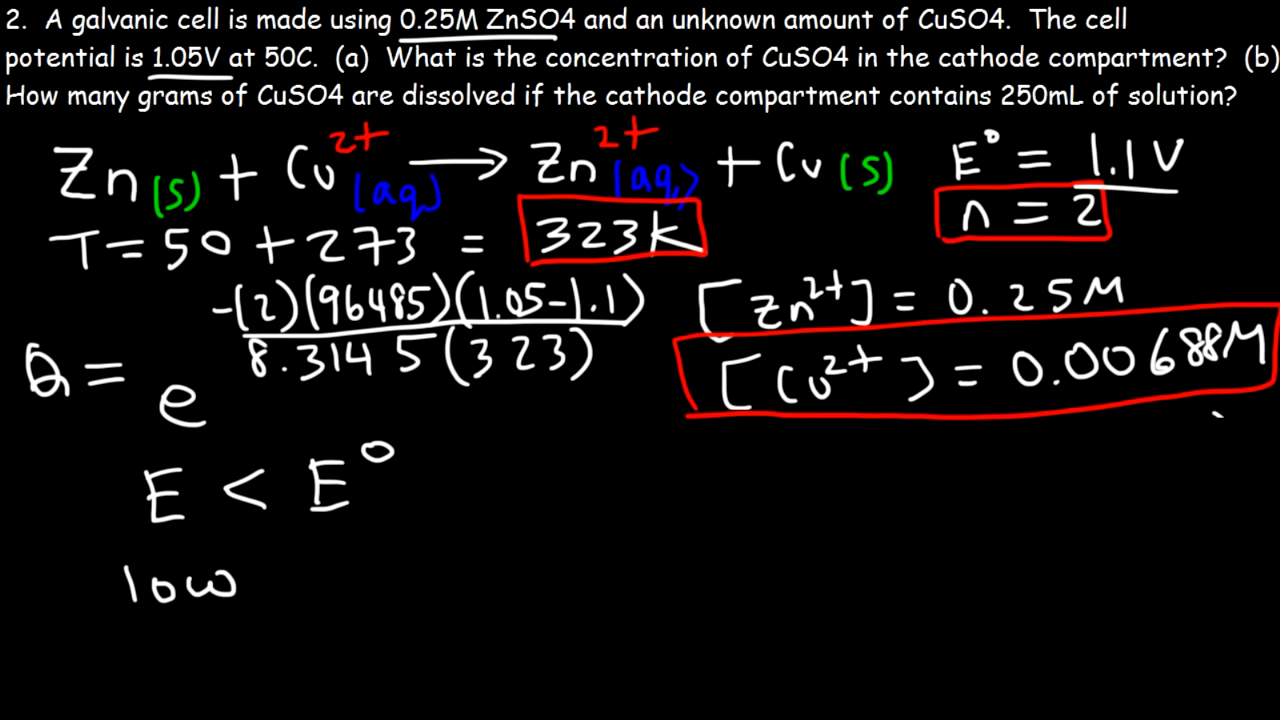 2. A galvanic cell is made using 0.25M ZnSO4 and an unknown amount of CuSO4. The cell
potential is 1.05V at 50C. (a) What is the concentration of CuSO4 in the cathode compartment? (b)
How many grams of CuSO4 are dissolved if the cathode compartment contains 250mL of solution?
Zn(s) + Cu²⁺(aq) → Zn²⁺(aq) + Cu(s) E° = 1.1V
n = 2
T = 50 + 273 = 323K
[Zn²⁺] = 0.25M
-(2)(96485)(1.05-1.1)
8.3145(323)
Q = e
[Cu²⁺] = 0.00688M
E < E°
low